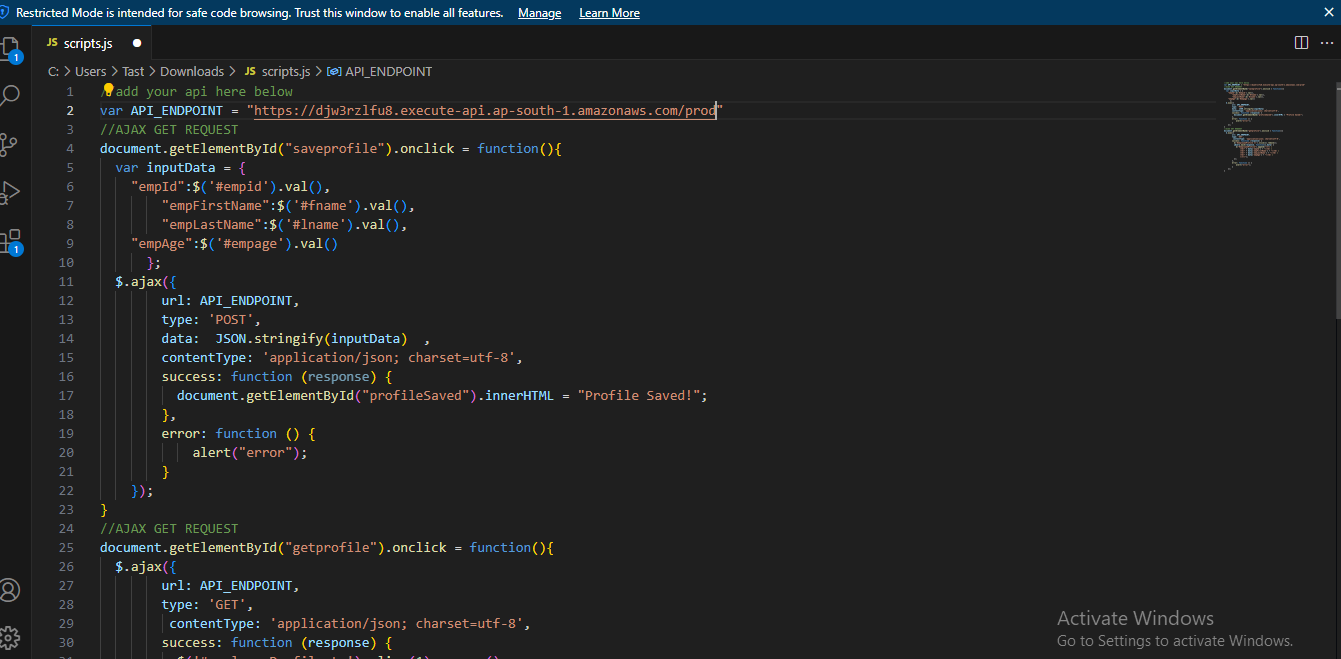 Restricted Mode is intended for safe code browsing. Trust this window to enable all features. Manage Learn More
JS scripts.js
C: > Users > Tast > Downloads > JS scripts.js > API_ENDPOINT
1 add your api here below
2 var API_ENDPOINT = "https://djw3rzlfu8.execute-api.ap-south-1.amazonaws.com/prod"
3 //AJAX GET REQUEST
4 document.getElementById("saveprofile").onclick = function(){
5 var inputData = {
6 "empId":$('#empid').val(),
7 "empFirstName":$('#fname').val(),
8 "empLastName":$('#lname').val(),
9 "empAge":$('#empage').val()
10 };
11 $.ajax({
12 url: API_ENDPOINT,
13 type: 'POST',
14 data:  JSON.stringify(inputData)  ,
15 contentType: 'application/json; charset=utf-8',
16 success: function (response) {
17 document.getElementById("profileSaved").innerHTML = "Profile Saved!";
18 },
19 error: function () {
20 alert("error");
21 }
22 });
23 }
24 //AJAX GET REQUEST
25 document.getElementById("getprofile").onclick = function(){
26 $.ajax({
27 url: API_ENDPOINT,
28 type: 'GET',
29 contentType: 'application/json; charset=utf-8',
30 success: function (response) {
1
1
Activate Windows
Go to Settings to activate Windows.